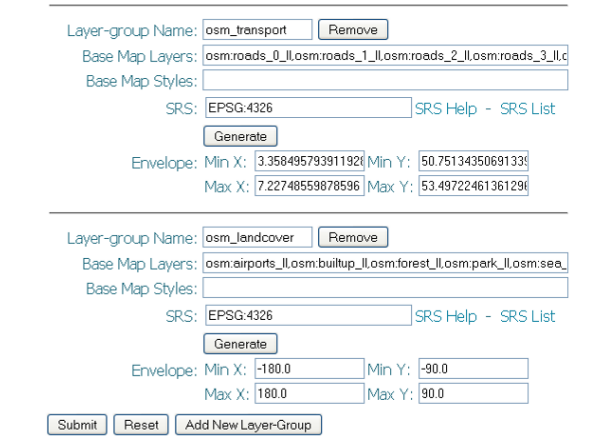 Layer-group Name: osm_transport Remove
Base Map Layers: osm:roads_0_ll,osm:roads_1_ll,osm:roads_2_ll,osm:roads_3_ll,c
Base Map Styles:
SRS: EPSG:4326 SRS Help - SRS List
Generate
Envelope: Min X: 3.358495793911928 Min Y: 50.7513435069133
Max X: 7.22748559878596 Max Y: 53.4972246136129
Layer-group Name: osm_landcover Remove
Base Map Layers: osm:airports_ll,osm:builtup_ll,osm:forest_ll,osm:park_ll,osm:sea_
Base Map Styles:
SRS: EPSG:4326 SRS Help - SRS List
Generate
Envelope: Min X: -180.0 Min Y: -90.0
Max X: 180.0 Max Y: 90.0
Submit Reset Add New Layer-Group